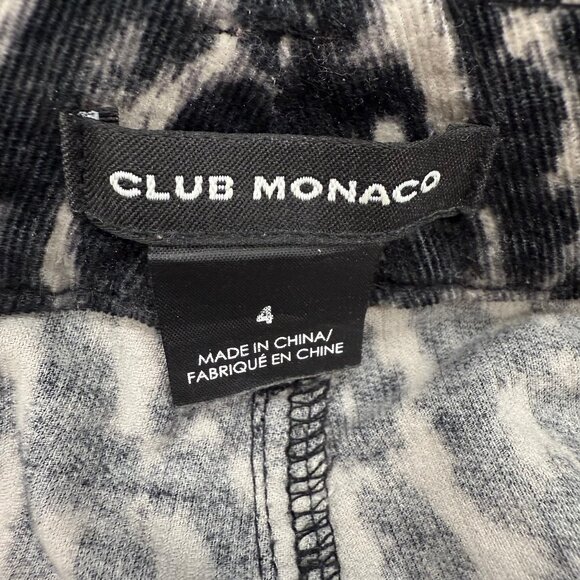 CLUB MONACO
4
MADE IN CHINA/
FABRIQUÉ EN CHINE